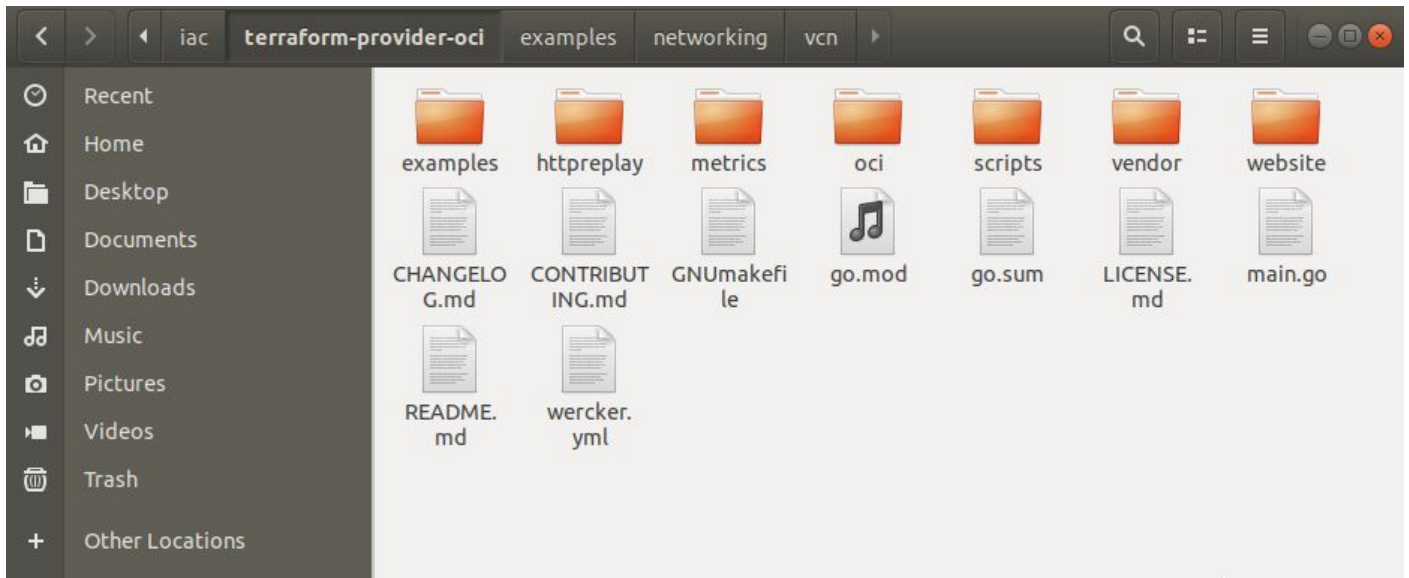 iac terraform-provider-oci examples networking vcn
Recent
Home
Desktop
Documents
Downloads
Music
Pictures
Videos
Trash
Other Locations
examples httpreplay metrics oci scripts vendor website
CHANGELO CONTRIBUT GNUmakefi go.mod go.sum LICENSE. main.go
G.md ING.md le md
README. wercker.
md yml